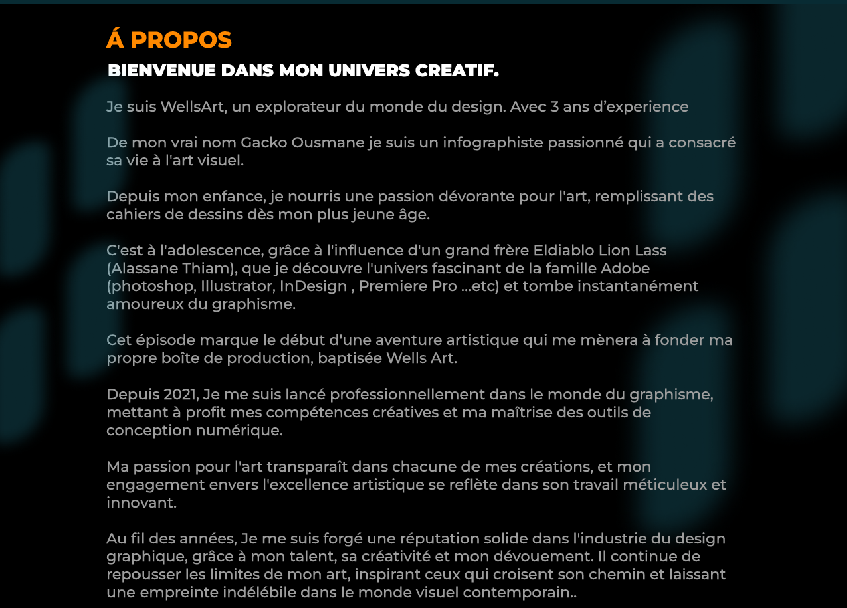 Á PROPOS
BIENVENUE DANS MON UNIVERS CREATIF.
Je suis WellsArt, un explorateur du monde du design. Avec 3 ans d'experience
De mon vrai nom Gacko Ousmane je suis un infographiste passionné qui a consacré
sa vie à l'art visuel.
Depuis mon enfance, je nourris une passion dévorante pour l'art, remplissant des
cahiers de dessins dès mon plus jeune âge.
C'est à l'adolescence, grâce à l'influence d'un grand frère Eldiablo Lion Lass
(Alassane Thiam), que je découvre l'univers fascinant de la famille Adobe
(photoshop, Illustrator, InDesign , Premiere Pro ...etc) et tombe instantanément
amoureux du graphisme.
Cet épisode marque le début d'une aventure artistique qui me mènera à fonder ma
propre boîte de production, baptisée Wells Art.
Depuis 2021, Je me suis lancé professionnellement dans le monde du graphisme,
mettant à profit mes compétences créatives et ma maîtrise des outils de
conception numérique.
Ma passion pour l'art transparaît dans chacune de mes créations, et mon
engagement envers l'excellence artistique se reflète dans son travail méticuleux et
innovant.
Au fil des années, Je me suis forgé une réputation solide dans l'industrie du design
graphique, grâce à mon talent, sa créativité et mon dévouement. Il continue de
repousser les limites de mon art, inspirant ceux qui croisent son chemin et laissant
une empreinte indélébile dans le monde visuel contemporain..